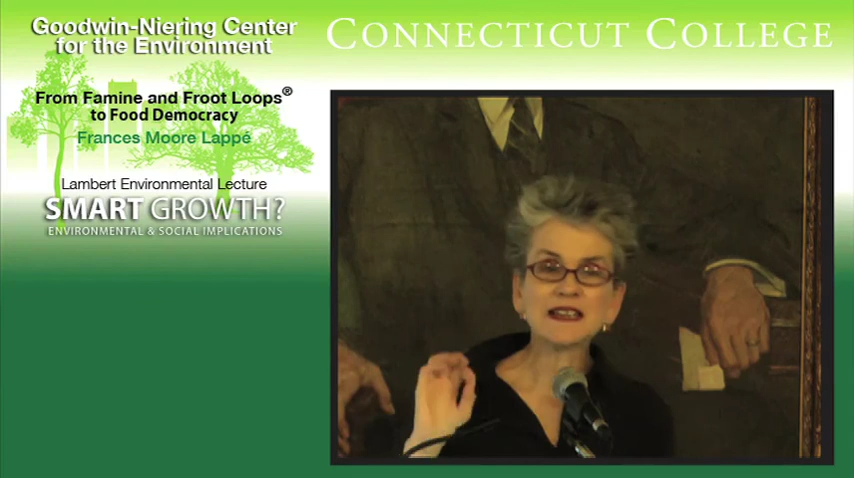 Goodwin-Niering Center
for the Environment
CONNECTICUT COLLEGE
From Famine and Froot Loops®
to Food Democracy
Frances Moore Lappé
Lambert Environmental Lecture
SMART GROWTH?
ENVIRONMENTAL & SOCIAL IMPLICATIONS